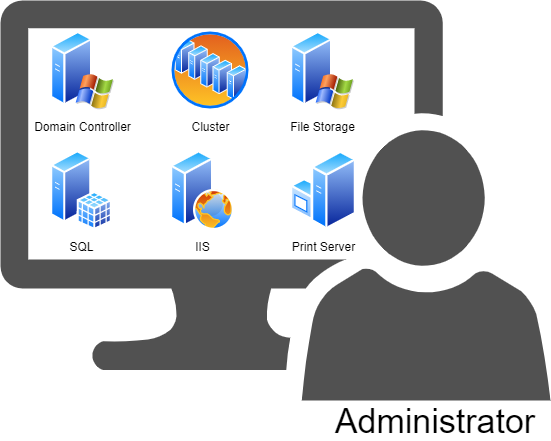 Domain Controller
Cluster
File Storage
SQL
IIS
Print Server
Administrator